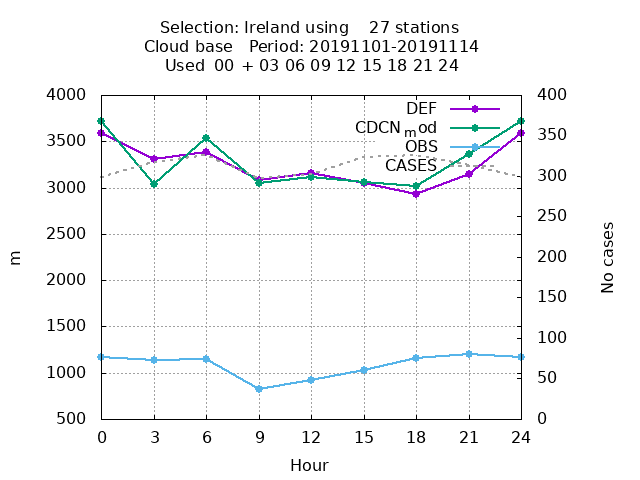 Selection: Ireland using    27 stations
Cloud base   Period: 20191101-20191114
Used  00 + 03 06 09 12 15 18 21 24
4000
3500
3000
2500
2000
1500
1000
500
m
400
350
300
250
200
150
100
50
0
No cases
DEF
CDCN_mod
OBS
CASES
0 3 6 9 12 15 18 21 24
Hour